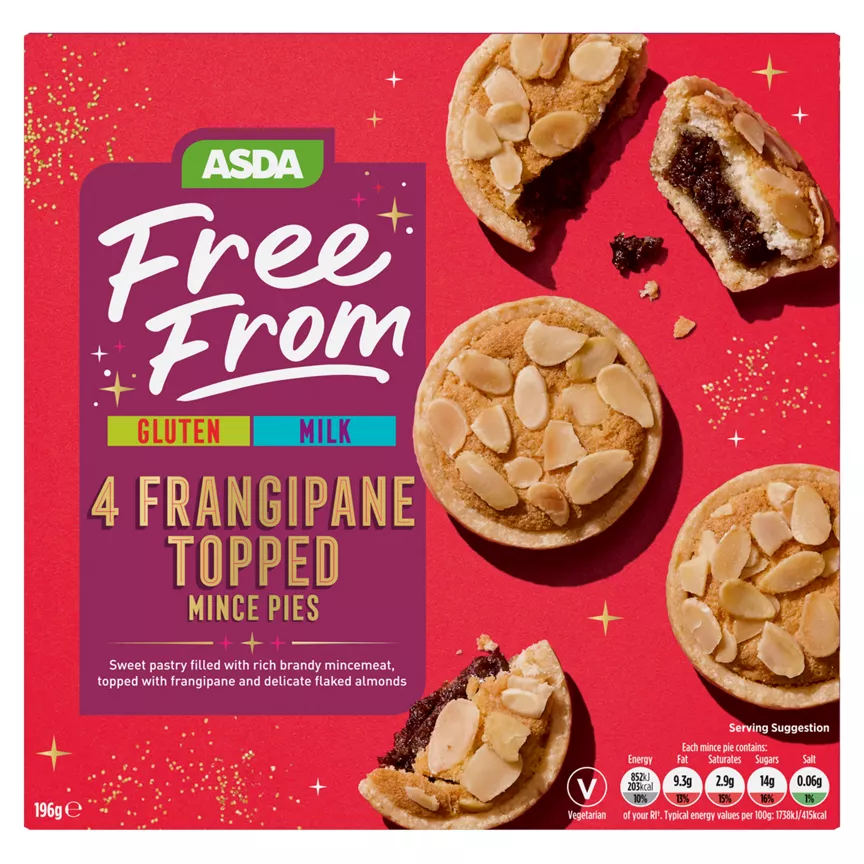 ASDA
Free
From
GLUTEN MILK
4 FRANGIPANE
TOPPED
MINCE PIES
Sweet pastry filled with rich brandy mincemeat,
topped with frangipane and delicate flaked almonds
Serving Suggestion
Each mince pie contains:
Energy Fat Saturates Sugars Salt
852kJ
203kcal 9.3g 2.9g 14g 0.06g
10% 13% 15% 16% 1%
of your RI†. Typical energy values per 100g: 1738kJ/415kcal
V
Vegetarian
196g℮